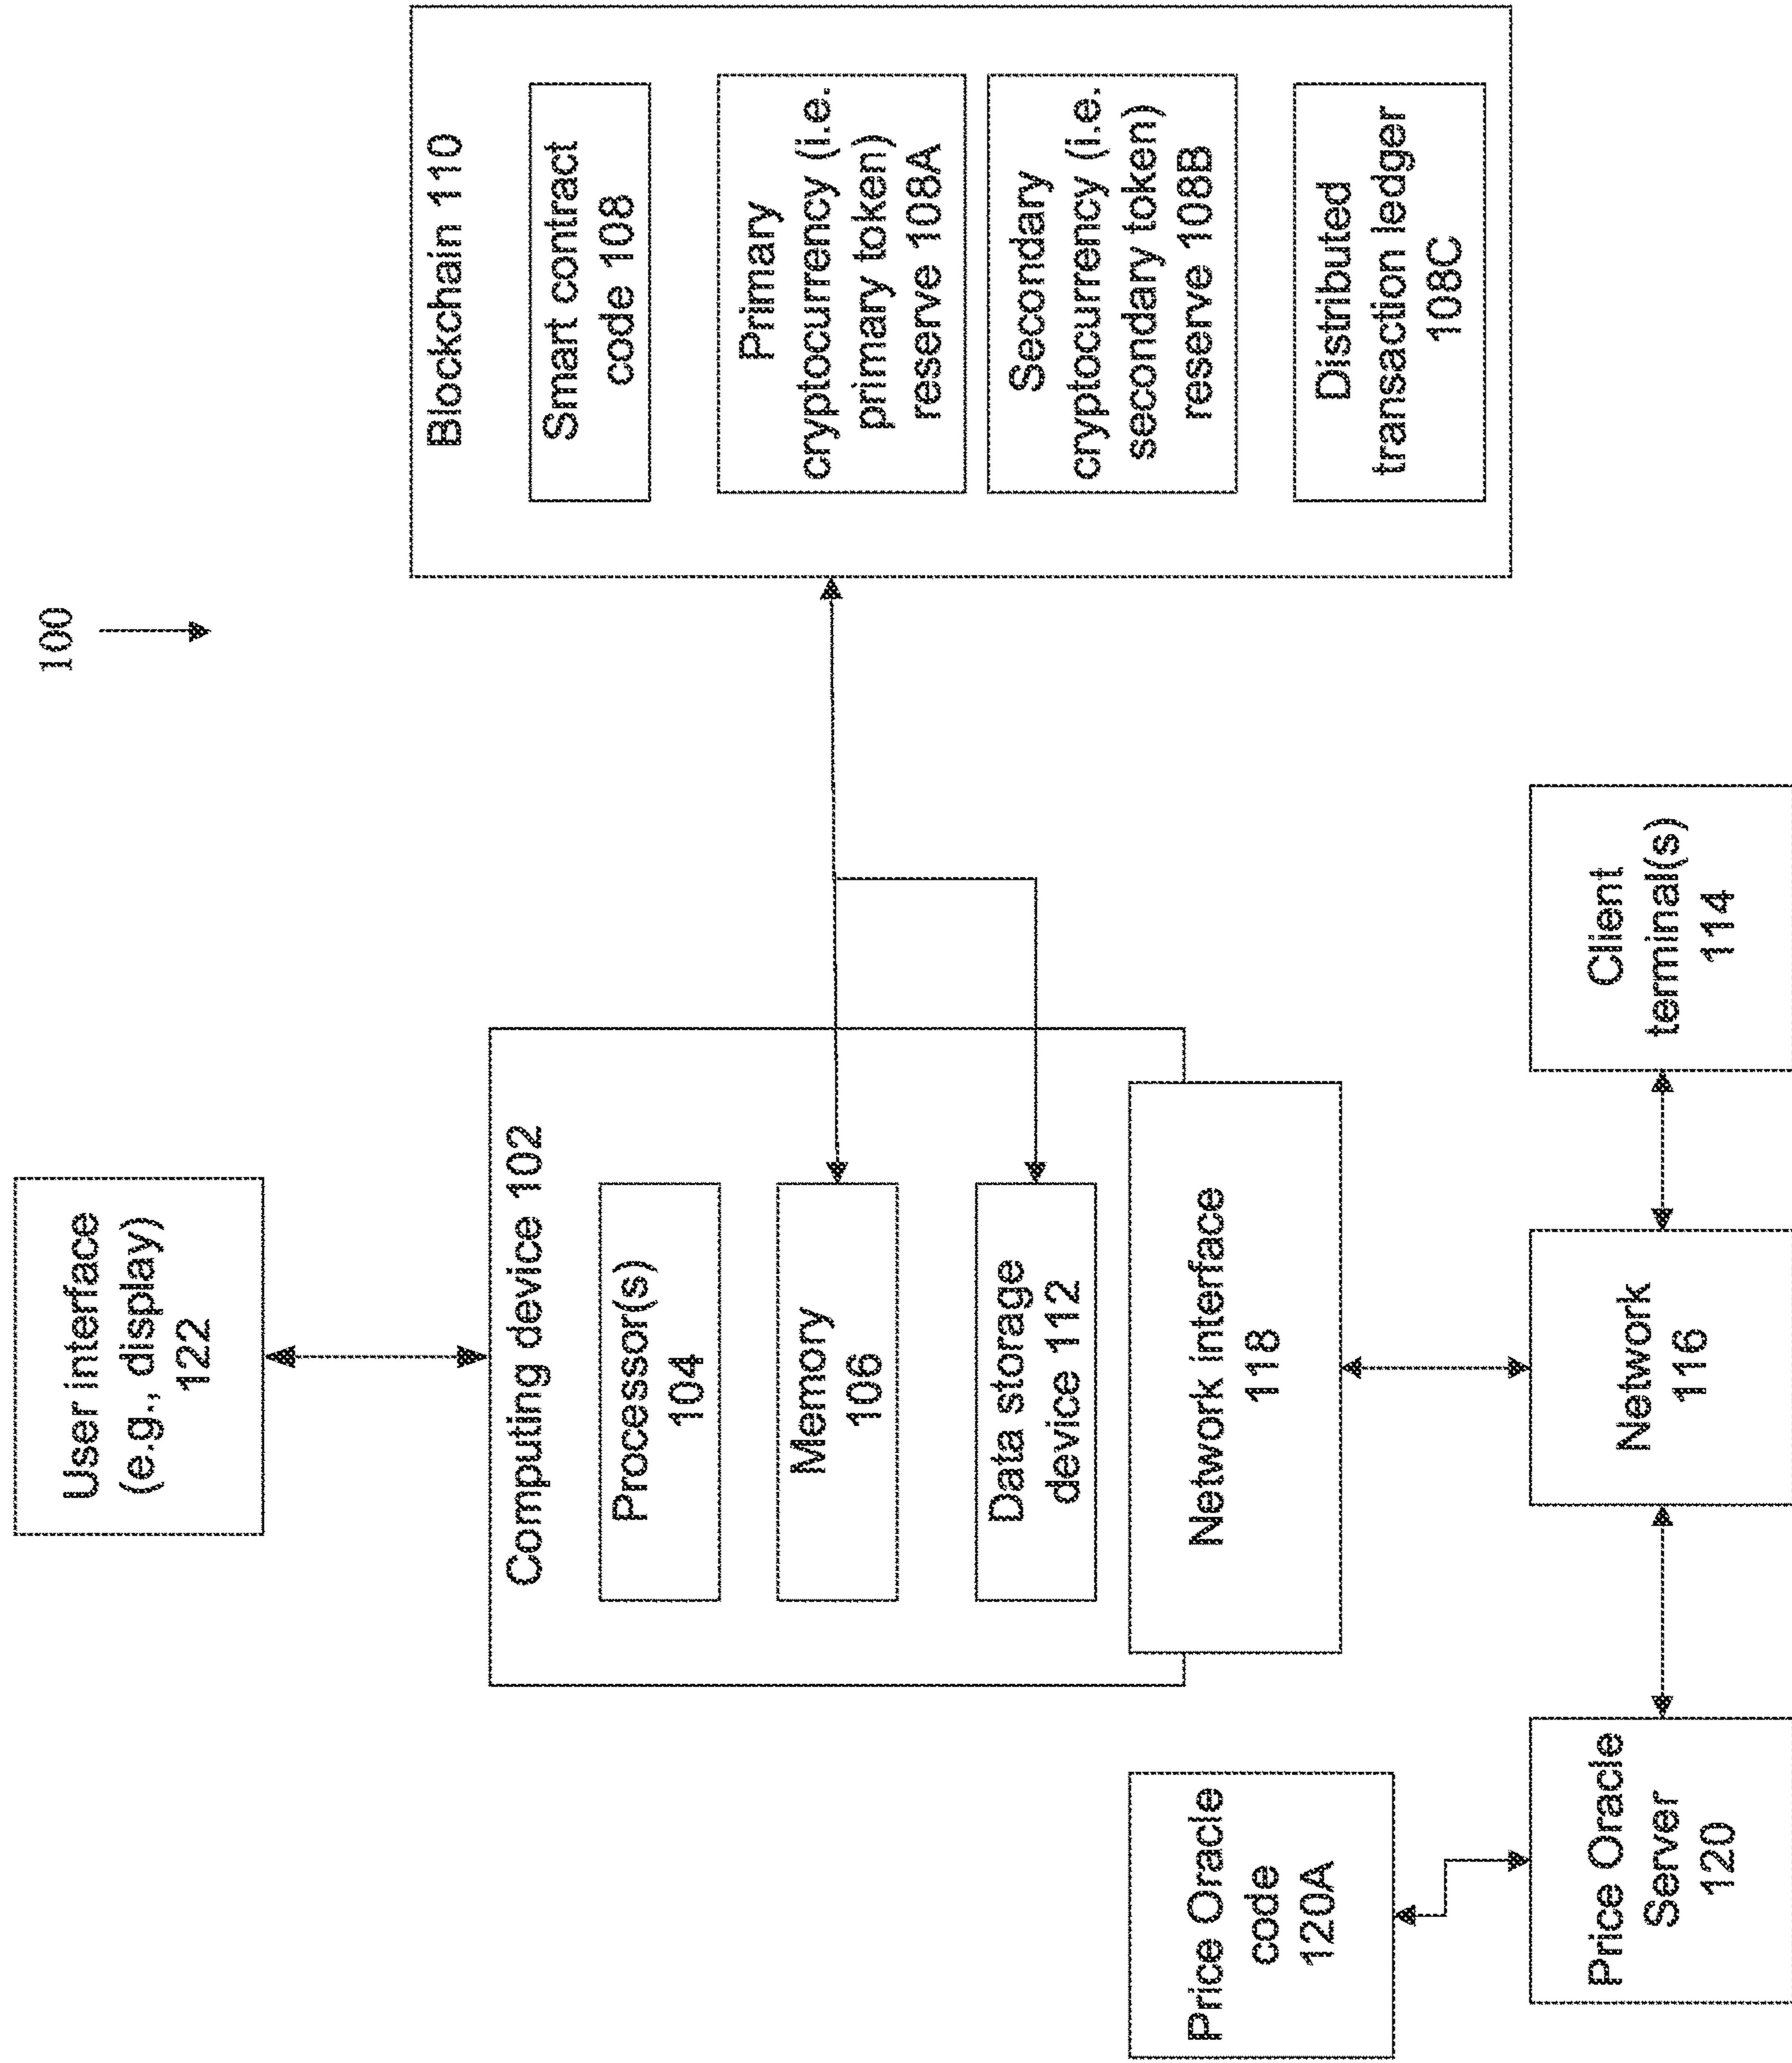 100
User interface
(e.g., display)
122
Computing device 102
Processor(s)
104
Memory
106
Data storage
device 112
Network interface
118
Blockchain 110
Smart contract
code 108
Primary
cryptocurrency (i.e.
primary token)
reserve 108A
Secondary
cryptocurrency (i.e.
secondary token)
reserve 108B
Distributed
transaction ledger
108C
Price Oracle
code
120A
Price Oracle
Server
120
Network
116
Client
terminal(s)
114